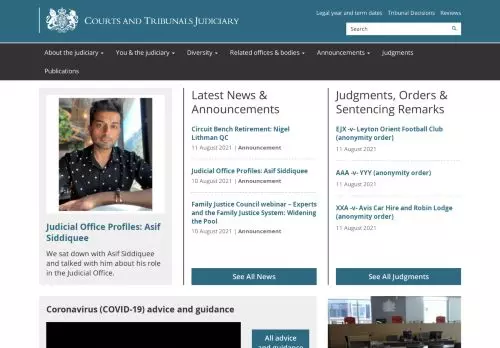 COURTS AND TRIBUNALS JUDICIARY
Legal year and term dates Tribunal Decisions Reviews
Search
About the judiciary You & the judiciary Diversity Related offices & bodies Announcements Judgments
Publications
Judicial Office Profiles: Asif
Siddiquee
We sat down with Asif Siddiquee
and talked with him about his role
in the Judicial Office.
Latest News &
Announcements
Circuit Bench Retirement: Nigel
Lithman QC
11 August 2021 | Announcement
Judicial Office Profiles: Asif Siddiquee
10 August 2021 | Announcement
Family Justice Council webinar – Experts
and the Family Justice System: Widening
the Pool
10 August 2021 | Announcement
See All News
Judgments, Orders &
Sentencing Remarks
EJX -v- Leyton Orient Football Club
(anonymity order)
11 August 2021
AAA -v- YYY (anonymity order)
11 August 2021
XXA -v- Avis Car Hire and Robin Lodge
(anonymity order)
11 August 2021
See All Judgments
Coronavirus (COVID-19) advice and guidance
All advice
and guidance